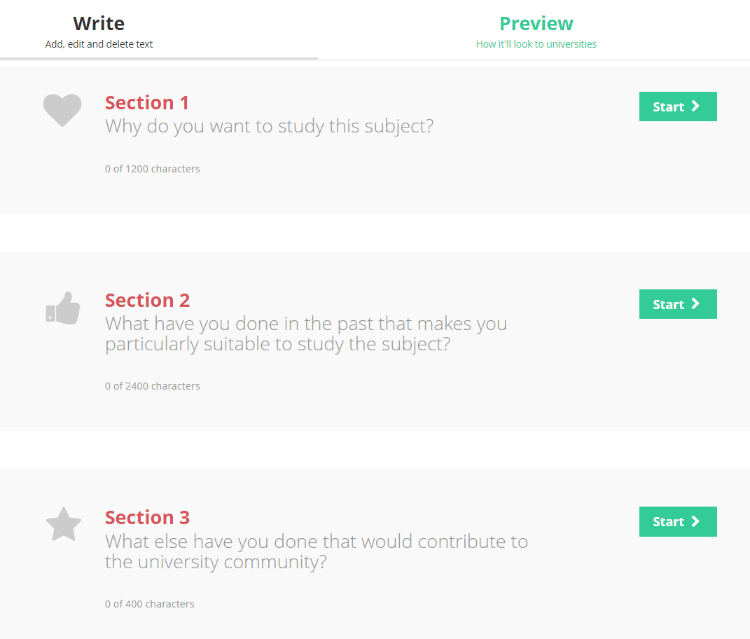 Write
Add, edit and delete text
Preview
How it'll look to universities
Section 1
Why do you want to study this subject?
0 of 1200 characters
Start
Section 2
What have you done in the past that makes you
particularly suitable to study the subject?
0 of 2400 characters
Start
Section 3
What else have you done that would contribute to
the university community?
0 of 400 characters
Start